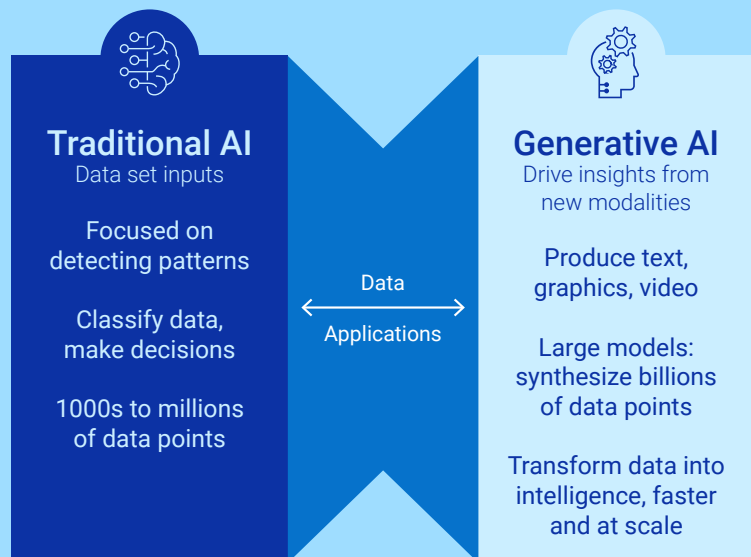 Traditional AI
Data set inputs
Focused on
detecting patterns
Classify data,
make decisions
1000s to millions
of data points
Data
Applications
Generative AI
Drive insights from
new modalities
Produce text,
graphics, video
Large models:
synthesize billions
of data points
Transform data into
intelligence, faster
and at scale